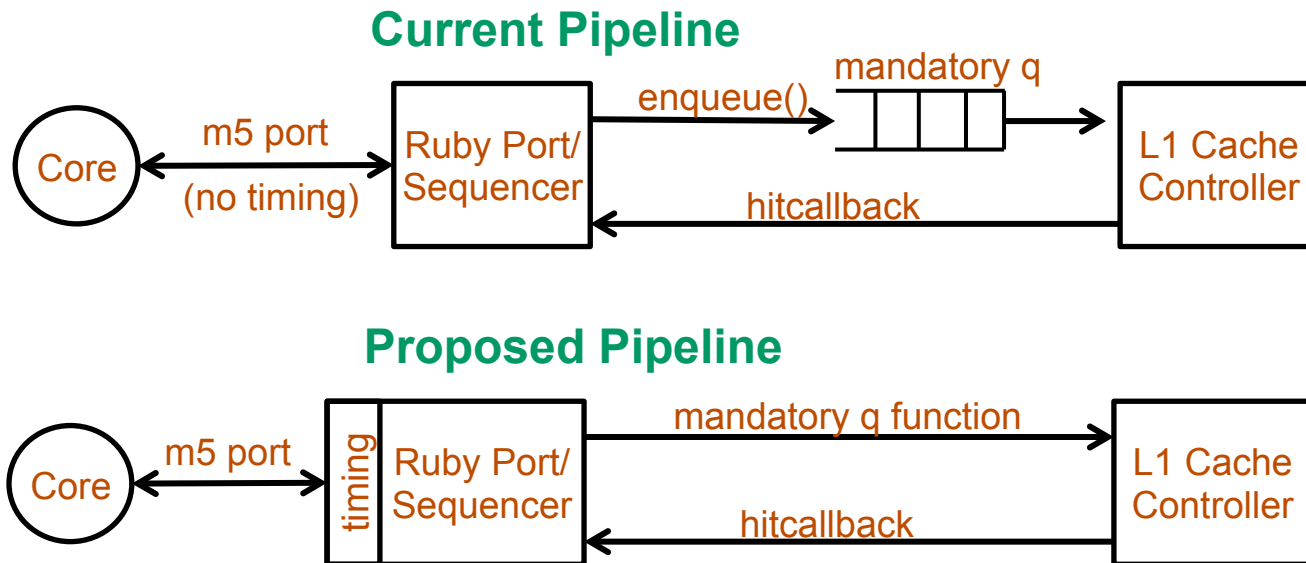 Current Pipeline
Core
m5 port
(no timing)
Ruby Port/
Sequencer
enqueue()
mandatory q
hitcallback
L1 Cache
Controller
Proposed Pipeline
Core
m5 port
timing
Ruby Port/
Sequencer
mandatory q function
hitcallback
L1 Cache
Controller